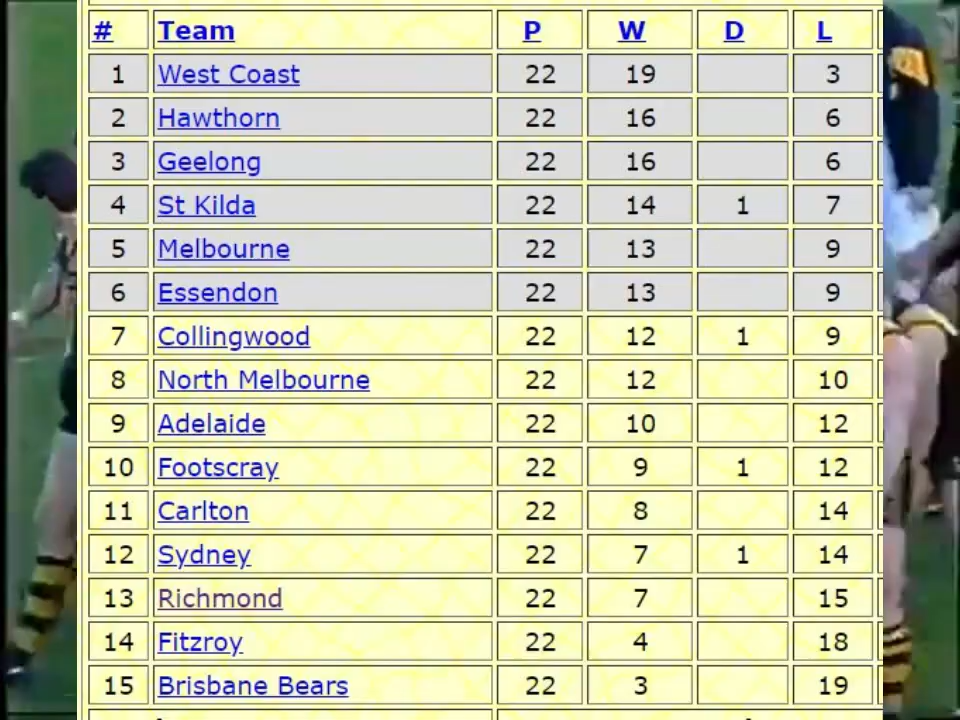 # Team P W D L
1 West Coast 22 19 3
2 Hawthorn 22 16 6
3 Geelong 22 16 6
4 St Kilda 22 14 1 7
5 Melbourne 22 13 9
6 Essendon 22 13 9
7 Collingwood 22 12 1 9
8 North Melbourne 22 12 10
9 Adelaide 22 10 12
10 Footscray 22 9 1 12
11 Carlton 22 8 14
12 Sydney 22 7 1 14
13 Richmond 22 7 15
14 Fitzroy 22 4 18
15 Brisbane Bears 22 3 19